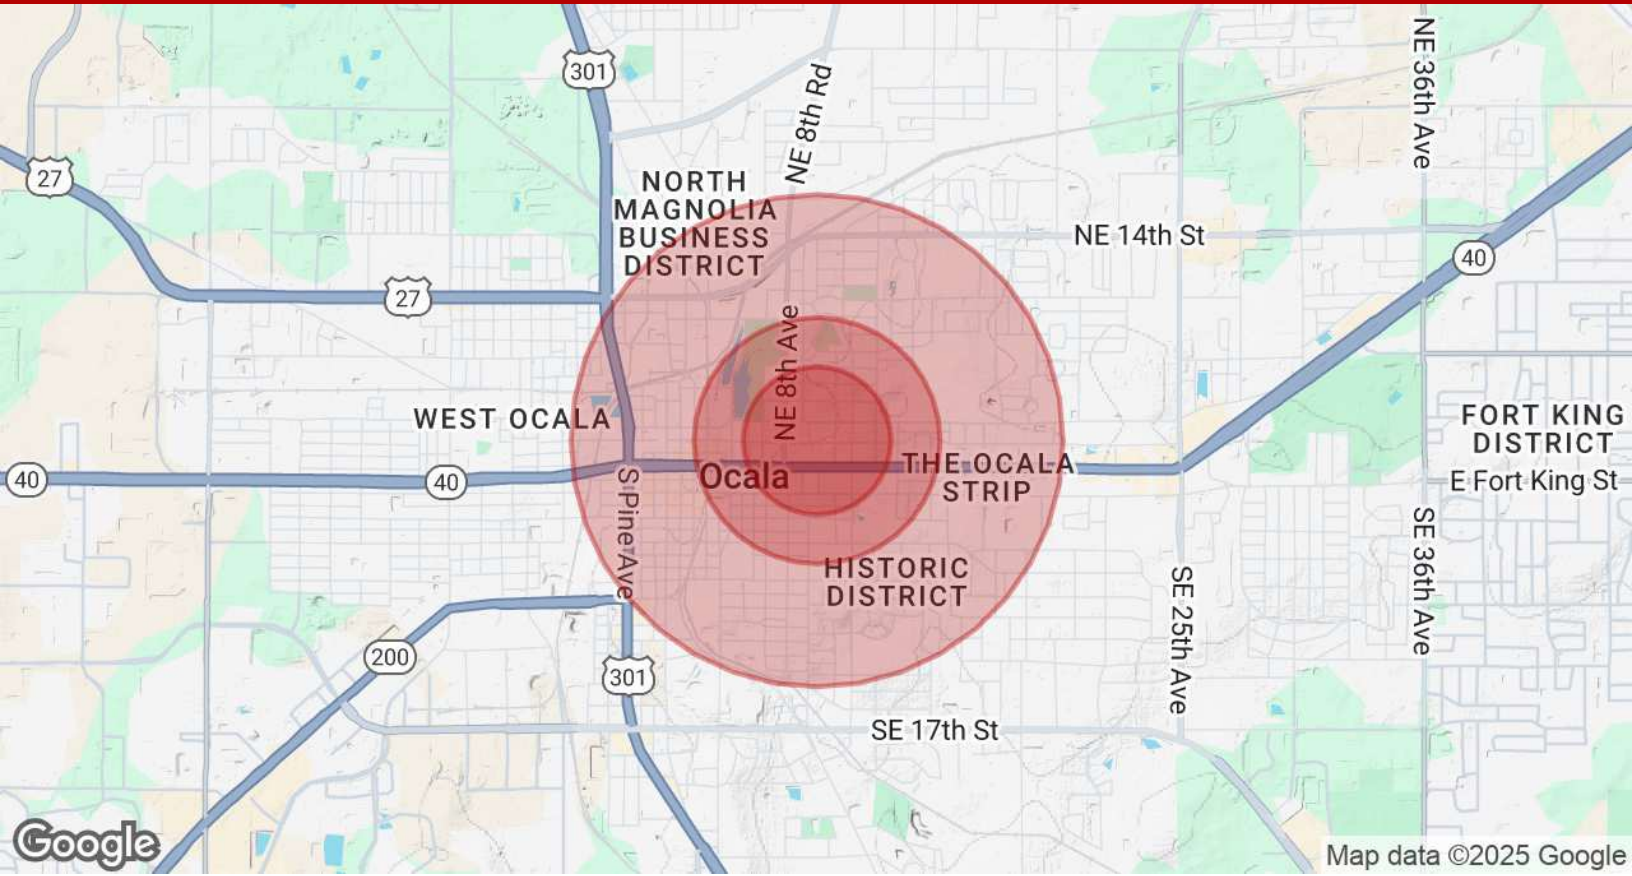 NE 36th Ave
301
NE 8th Rd
27
NORTH
MAGNOLIA
BUSINESS
DISTRICT
NE 14th St
40
27
NE 8th Ave
WEST OCALA
FORT KING
DISTRICT
THE OCALA
STRIP
Ocala
40
40
E Fort King St
S Pine Ave
SE 36th Ave
HISTORIC
DISTRICT
SE 25th Ave
200
301
SE 17th St
Google
Map data ©2025 Google